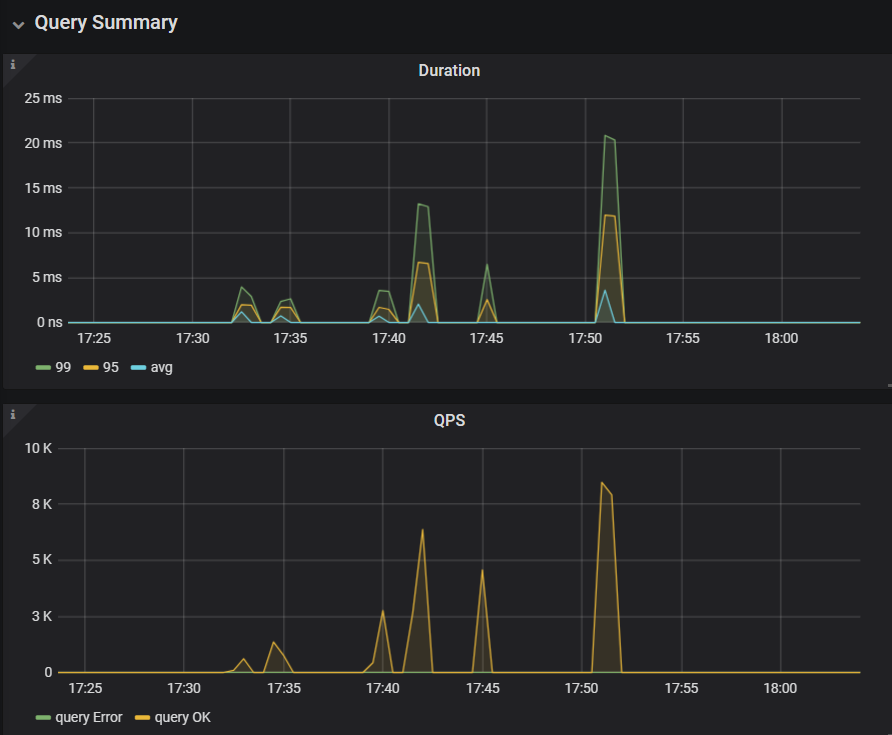 Query Summary
i
Duration
25 ms
20 ms
15 ms
10 ms
5 ms
0 ns
17:25 17:30 17:35 17:40 17:45 17:50 17:55 18:00
99 95 avg
i
QPS
10 K
8 K
5 K
3 K
0
17:25 17:30 17:35 17:40 17:45 17:50 17:55 18:00
query Error query OK